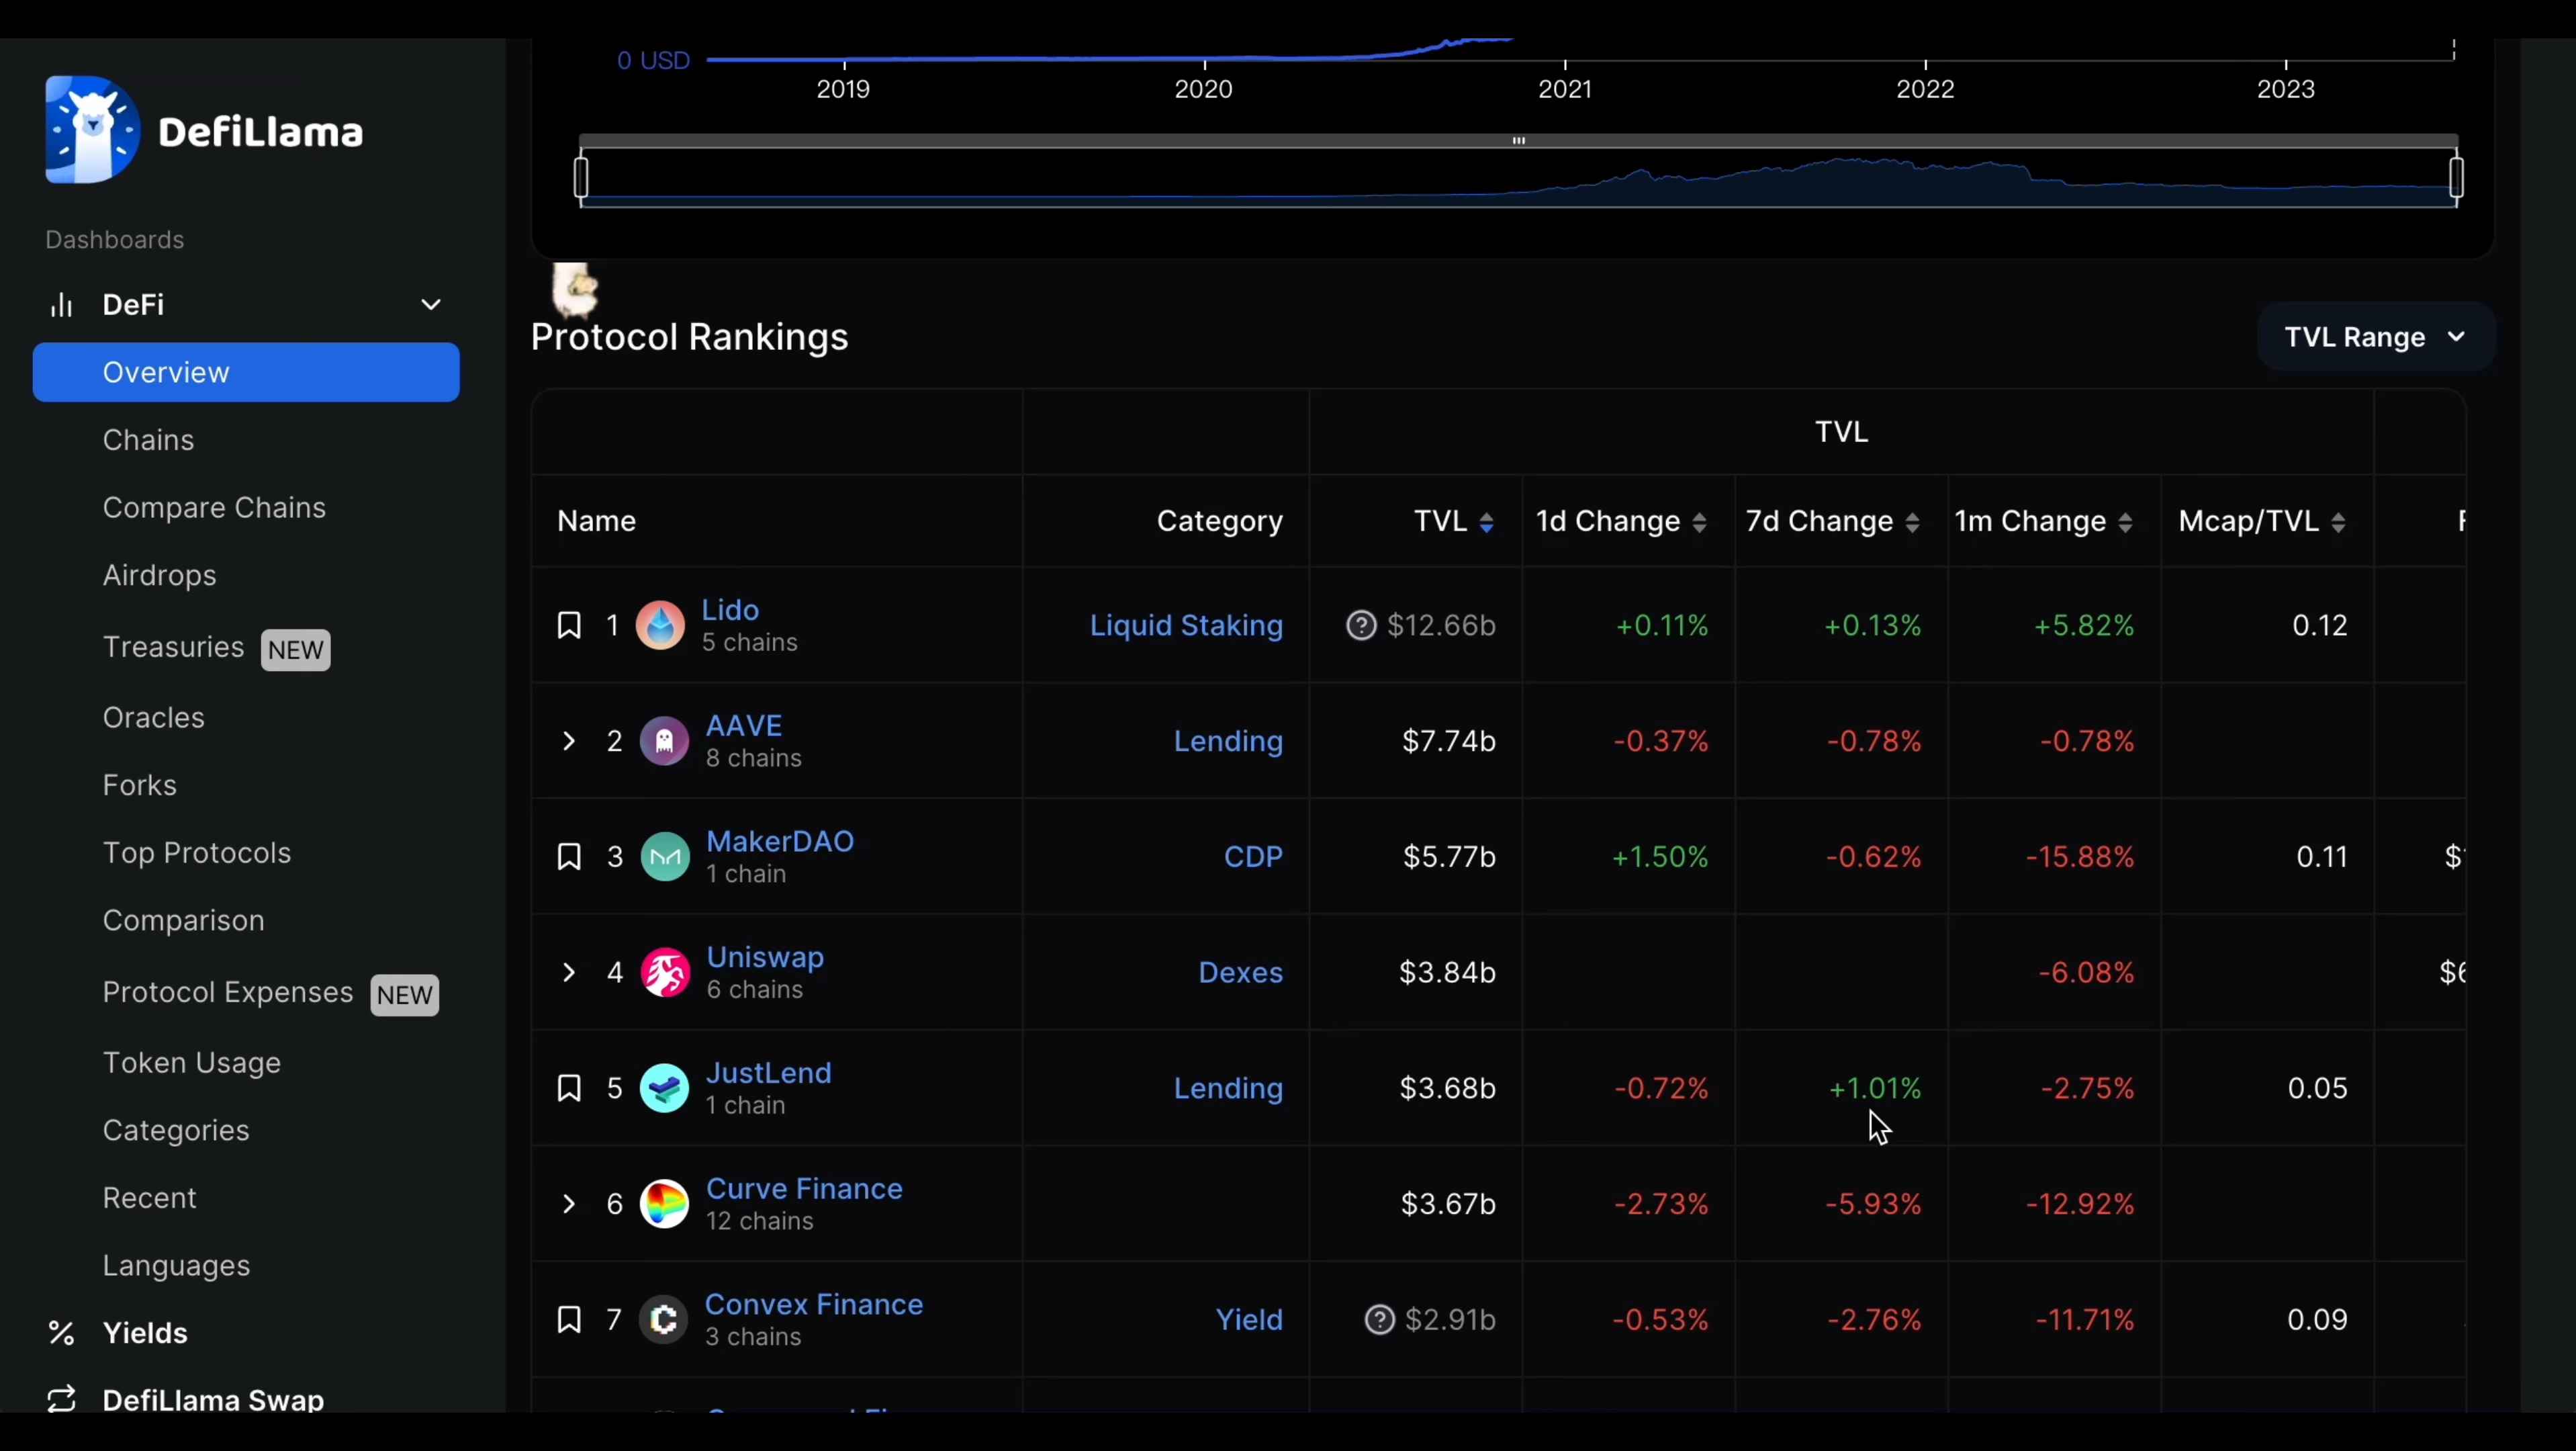 DefiLlama
Dashboards
DeFi
Overview
Chains
Compare Chains
Airdrops
Treasuries NEW
Oracles
Forks
Top Protocols
Comparison
Protocol Expenses NEW
Token Usage
Categories
Recent
Languages
Yields
DefiLlama Swap
0 USD
2019 2020 2021 2022 2023
Protocol Rankings
TVL Range
TVL
Name Category TVL 1d Change 7d Change 1m Change Mcap/TVL
1 Lido Liquid Staking $12.66b +0.11% +0.13% +5.82% 0.12
5 chains
2 AAVE Lending $7.74b -0.37% -0.78% -0.78%
8 chains
3 MakerDAO CDP $5.77b +1.50% -0.62% -15.88% 0.11
1 chain
4 Uniswap Dexes $3.84b -6.08%
6 chains
5 JustLend Lending $3.68b -0.72% +1.01% -2.75% 0.05
1 chain
6 Curve Finance $3.67b -2.73% -5.93% -12.92%
12 chains
7 Convex Finance Yield $2.91b -0.53% -2.76% -11.71% 0.09
3 chains